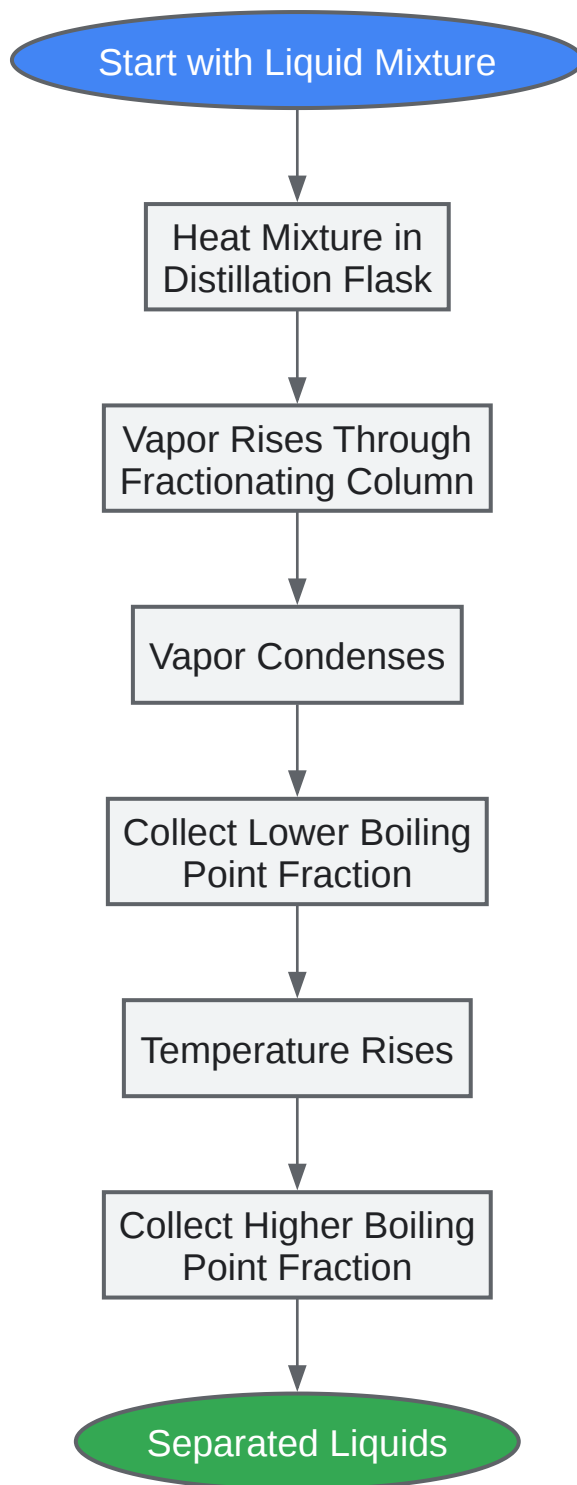 Start with Liquid Mixture
Heat Mixture in
Distillation Flask
Vapor Rises Through
Fractionating Column
Vapor Condenses
Collect Lower Boiling
Point Fraction
Temperature Rises
Collect Higher Boiling
Point Fraction
Separated Liquids